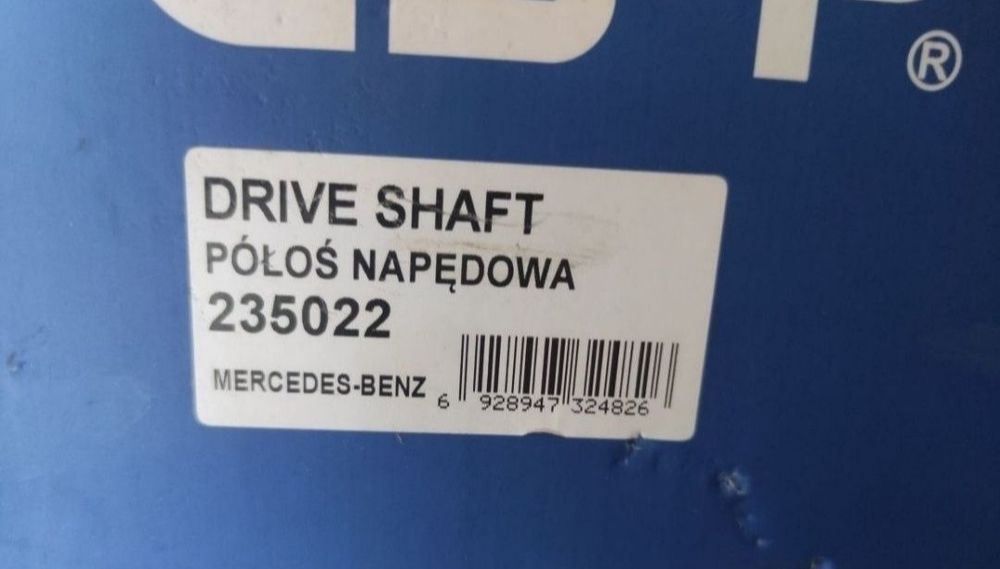 ®
DRIVE SHAFT
PÓŁOŚ NAPĘDOWA
235022
MERCEDES-BENZ
6 928947 324826